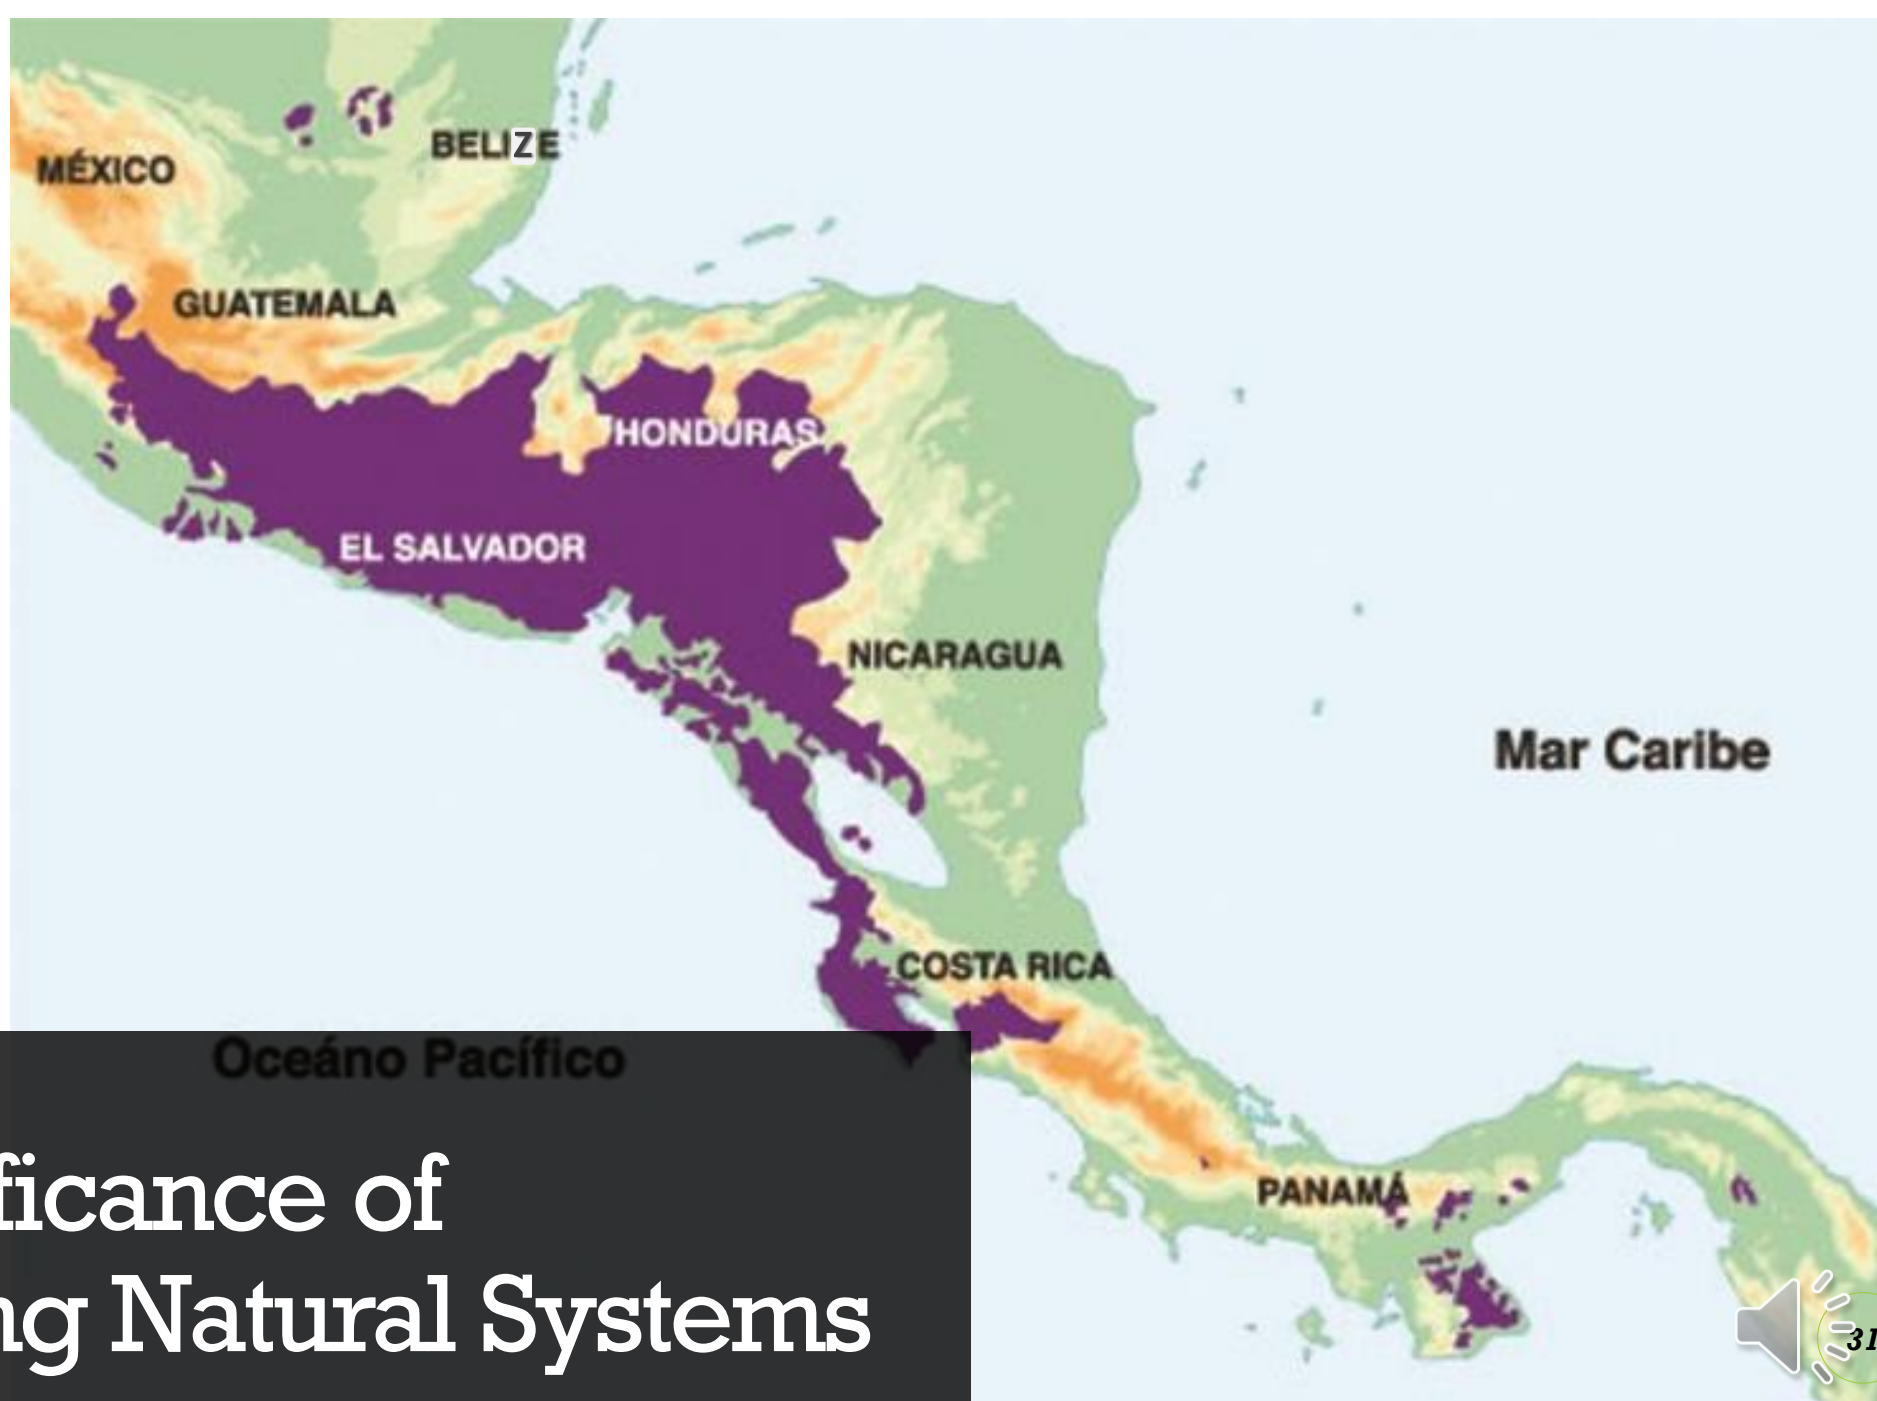 BELIZE
MÉXICO
GUATEMALA
HONDURAS
EL SALVADOR
NICARAGUA
Mar Caribe
COSTA RICA
Oceáno Pacífico
ficance of
PANAMÁ
ng Natural Systems
31